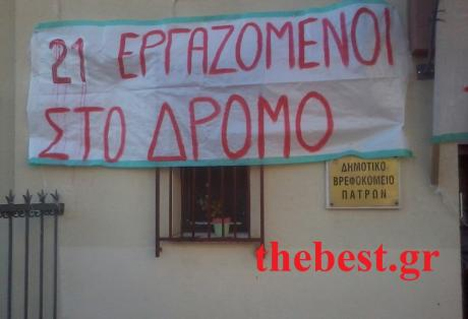 21 ΕΡΓΑΖΟΜΕΝΟΙ
ΣΤΟ ΔΡΟΜΟ
ΔΗΜΟΤΙΚΟ
ΒΡΕΦΟΚΟΜΕΙΟ
ΠΑΤΡΩΝ
thebest.gr